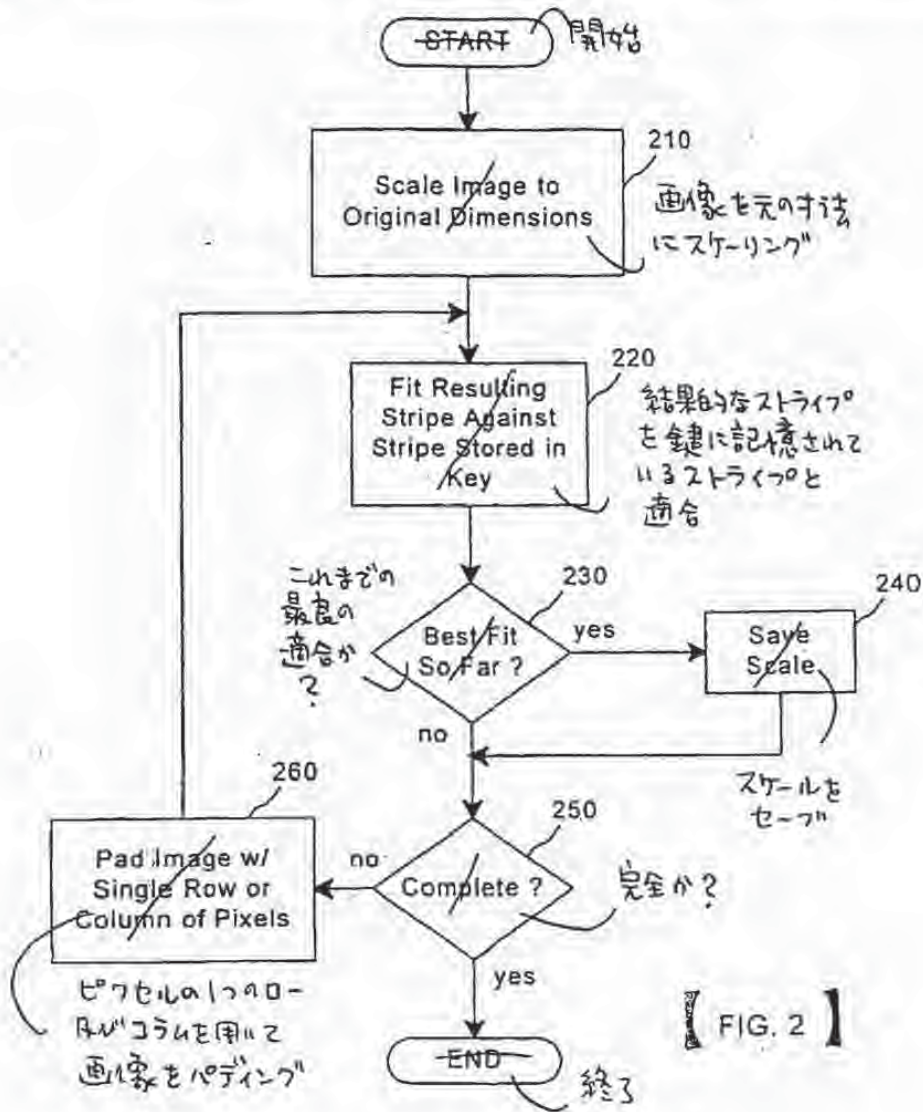 START
開始
210
Scale Image to
Original Dimensions
画像を元の寸法
にスケーリング
220
Fit Resulting
Stripe Against
Stripe Stored in
Key
結果的なストライプ
を鍵に記憶されて
いるストライプと
適合
これまでの
最良の
適合か
?
230
Best Fit
So Far ?
yes
no
240
Save
Scale
スケールを
セーブ
260
Pad Image w/
Single Row or
Column of Pixels
no
250
Complete ?
完全か?
ピクセルの1つのロー
及びコラムを用いて
画像をパディング
yes
END
終了
【 FIG. 2 】